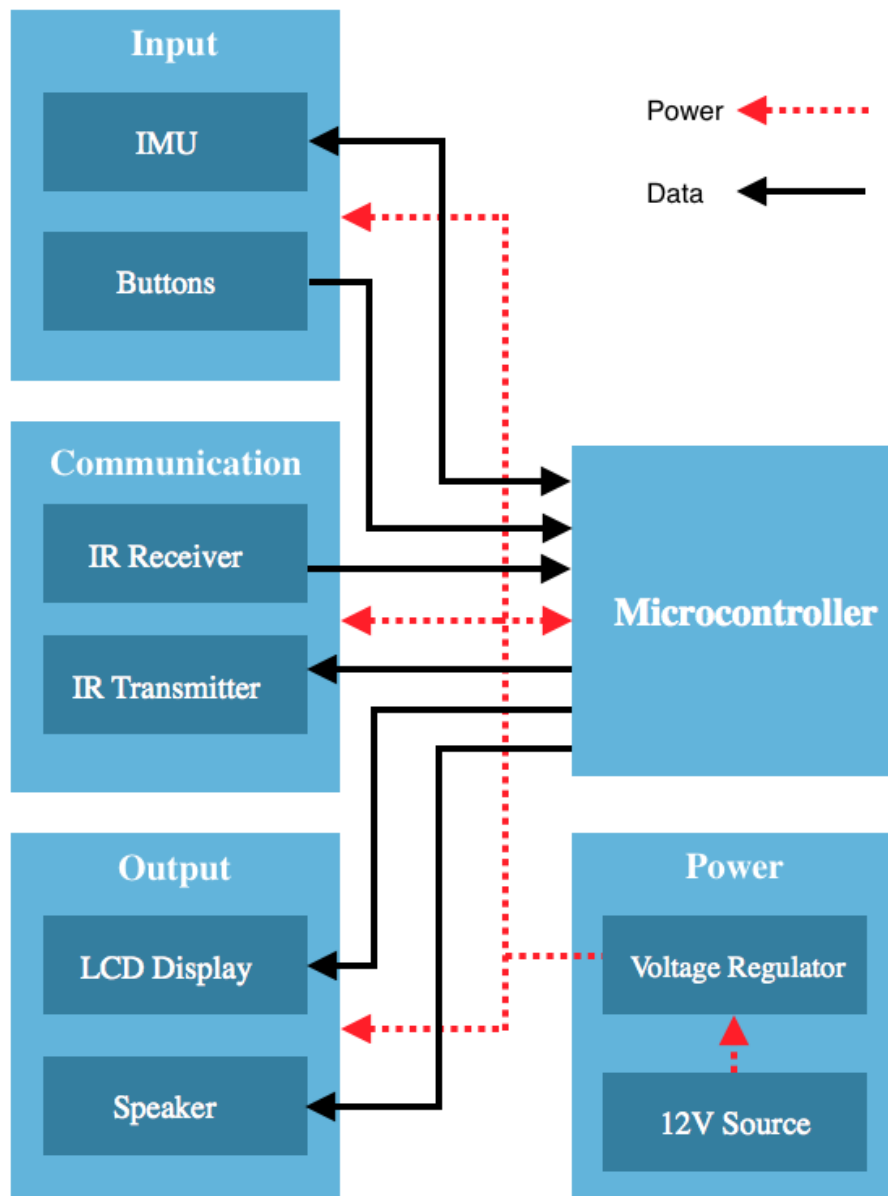 Input
IMU
Buttons
Power
Data
Communication
IR Receiver
IR Transmitter
Microcontroller
Output
LCD Display
Speaker
Power
Voltage Regulator
12V Source